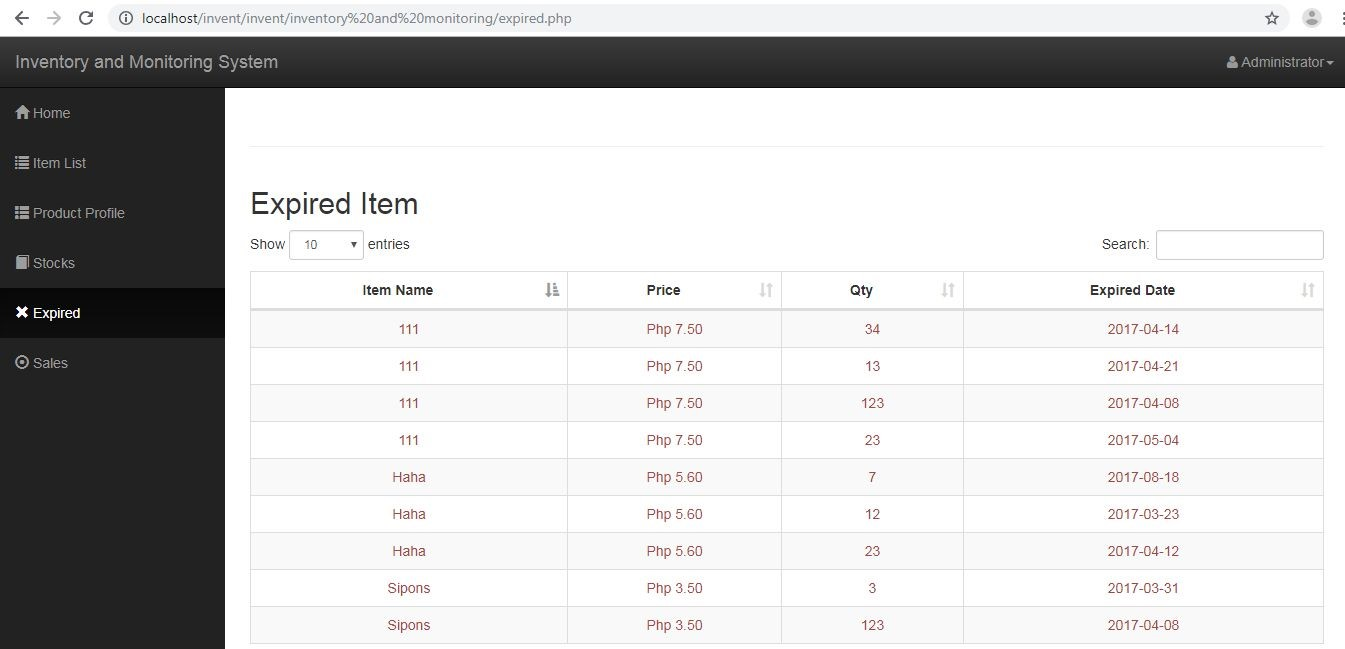 localhost/invent/invent/inventory%20and%20monitoring/expired.php
Inventory and Monitoring System Administrator
Home
Item List
Product Profile
Stocks
Expired
Sales
Expired Item
Show 10 entries Search:
Item Name Price Qty Expired Date
111 Php 7.50 34 2017-04-14
111 Php 7.50 13 2017-04-21
111 Php 7.50 123 2017-04-08
111 Php 7.50 23 2017-05-04
Haha Php 5.60 7 2017-08-18
Haha Php 5.60 12 2017-03-23
Haha Php 5.60 23 2017-04-12
Sipons Php 3.50 3 2017-03-31
Sipons Php 3.50 123 2017-04-08